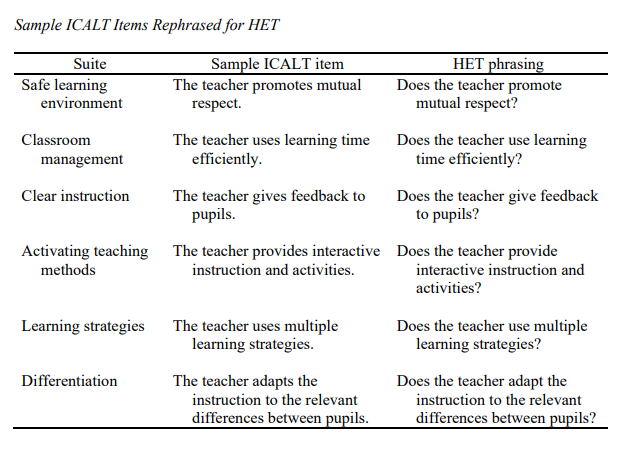 Sample ICALT Items Rephrased for HET
Suite Sample ICALT item HET phrasing
Safe learning The teacher promotes mutual Does the teacher promote
environment respect. mutual respect?
Classroom The teacher uses learning time Does the teacher use learning
management efficiently. time efficiently?
Clear instruction The teacher gives feedback to Does the teacher give feedback
pupils. to pupils?
Activating teaching The teacher provides interactive Does the teacher provide
methods instruction and activities. interactive instruction and
activities?
Learning strategies The teacher uses multiple Does the teacher use multiple
learning strategies. learning strategies?
Differentiation The teacher adapts the Does the teacher adapt the
instruction to the relevant instruction to the relevant
differences between pupils. differences between pupils?